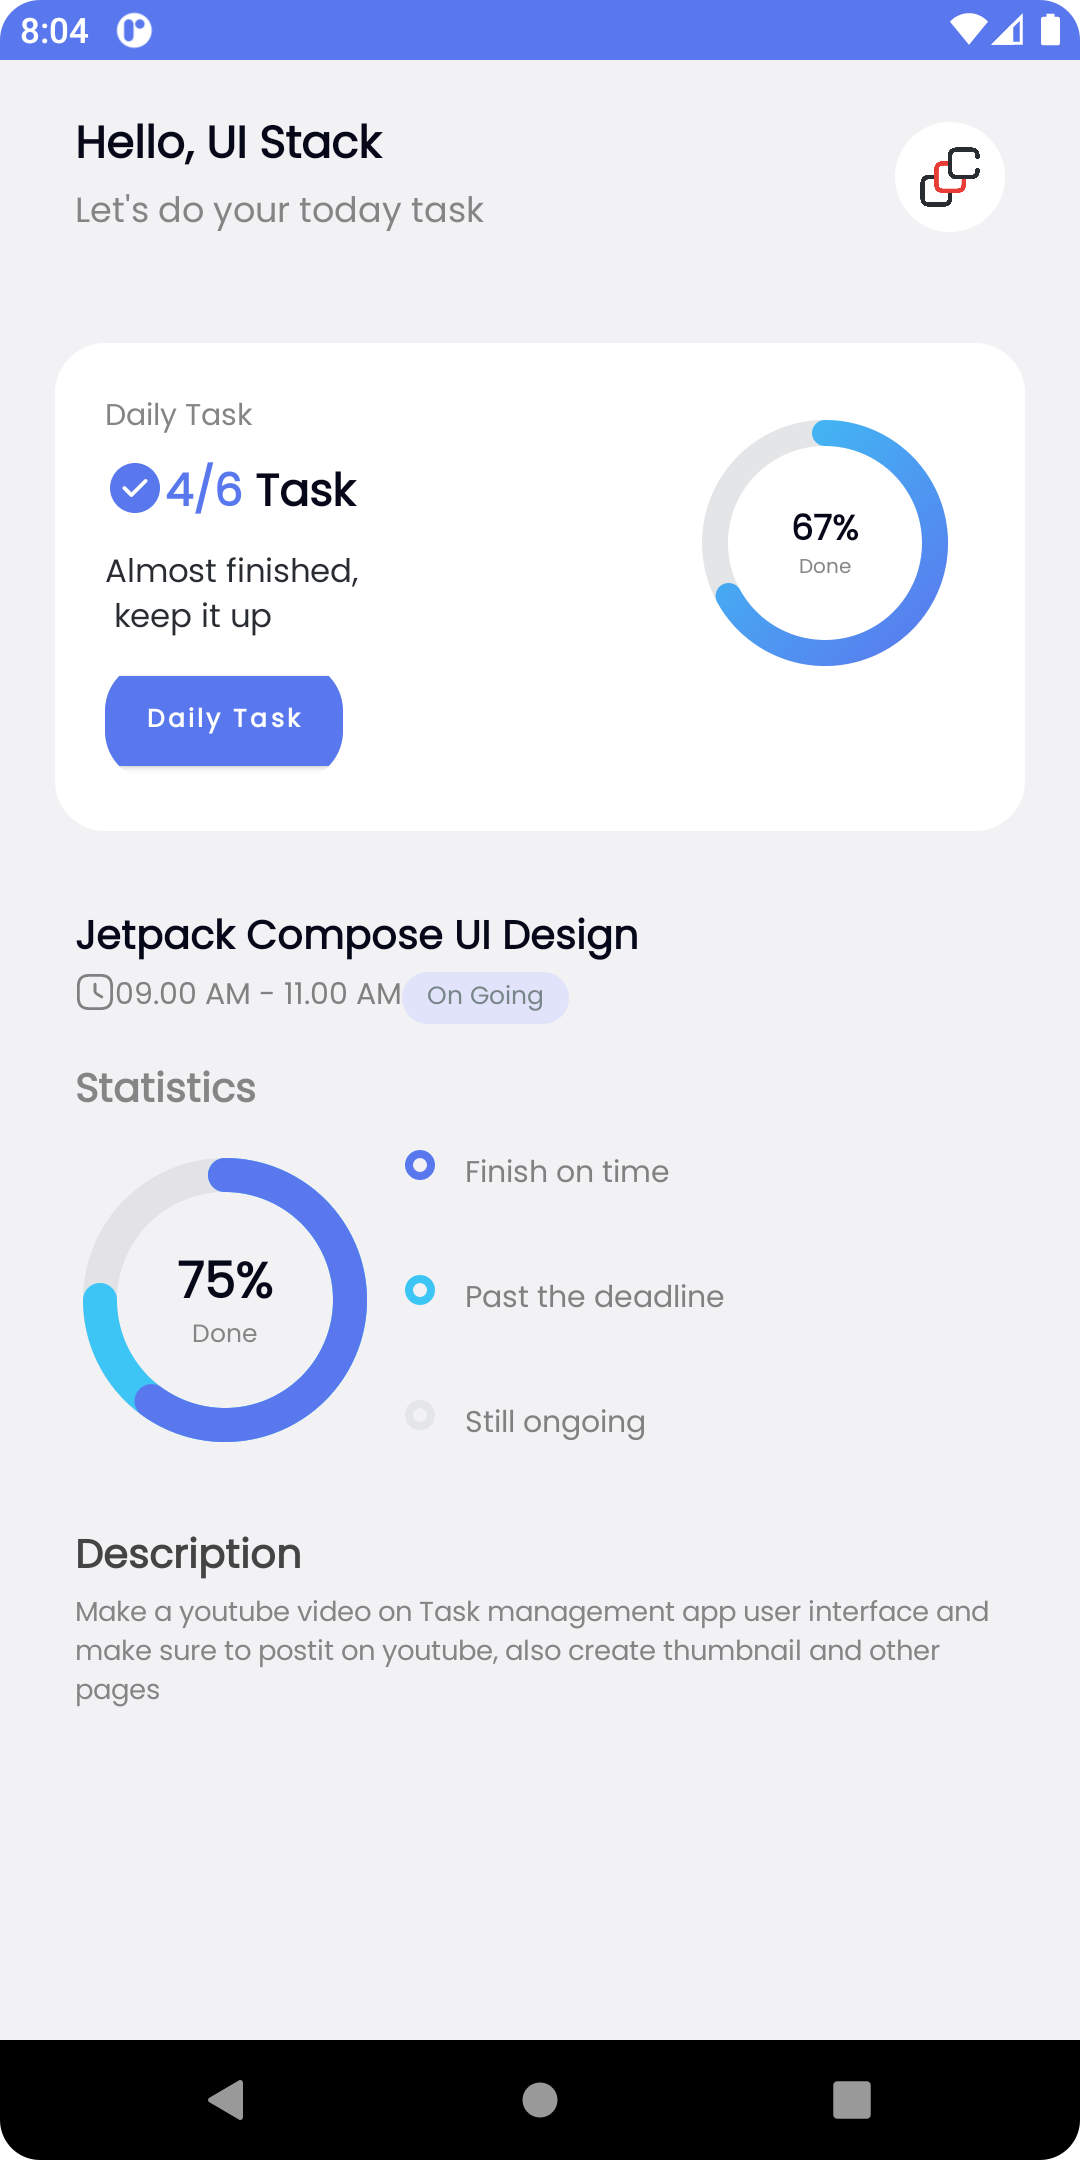 8:04
Hello, UI Stack
Let's do your today task
Daily Task
4/6 Task
Almost finished,
keep it up
67%
Done
Daily Task
Jetpack Compose UI Design
09.00 AM - 11.00 AM
On Going
Statistics
75%
Done
Finish on time
Past the deadline
Still ongoing
Description
Make a youtube video on Task management app user interface and
make sure to postit on youtube, also create thumbnail and other
pages